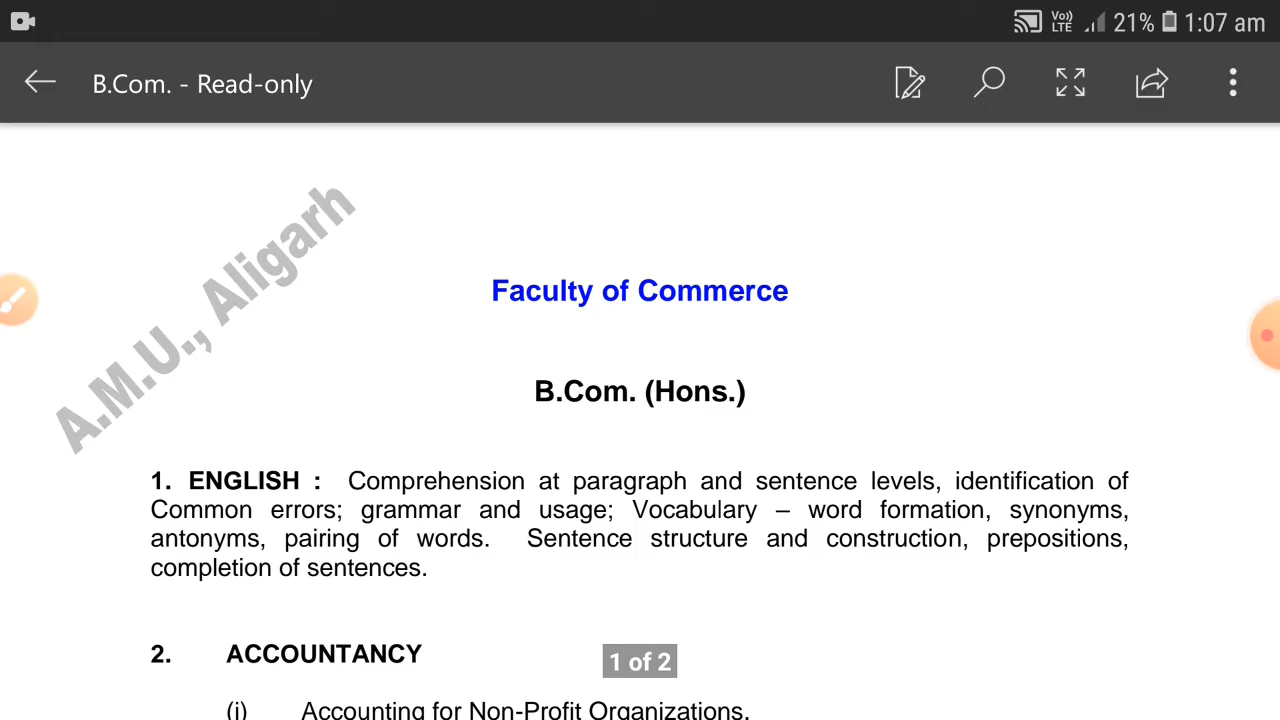 Vo)) LTE 21% 1:07 am
B.Com. - Read-only
A.M.U., Aligarh
Faculty of Commerce
B.Com. (Hons.)
1. ENGLISH : Comprehension at paragraph and sentence levels, identification of
Common errors; grammar and usage; Vocabulary – word formation, synonyms,
antonyms, pairing of words. Sentence structure and construction, prepositions,
completion of sentences.
2. ACCOUNTANCY
1 of 2
(i) Accounting for Non-Profit Organizations.